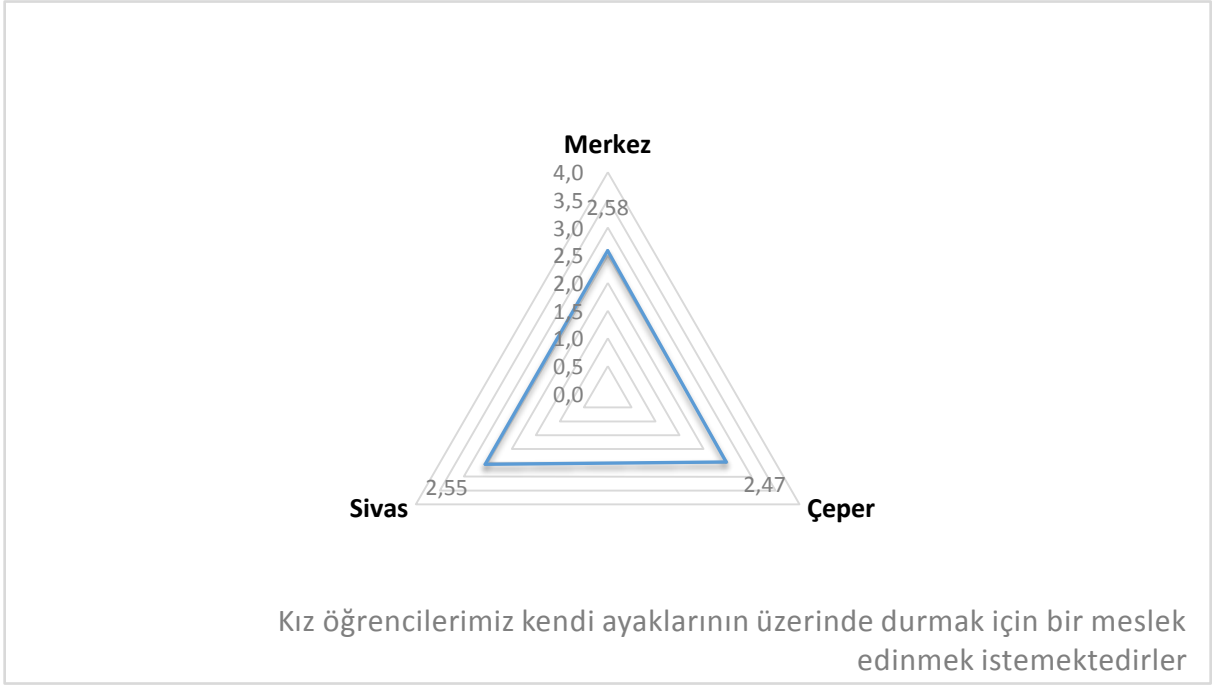 Merkez
4,0
3,5
2,58
3,0
2,5
2,0
1,5
1,0
0,5
0,0
2,55
2,47
Sivas
Çeper
Kız öğrencilerimiz kendi ayaklarının üzerinde durmak için bir meslek
edinmek istemektedirler